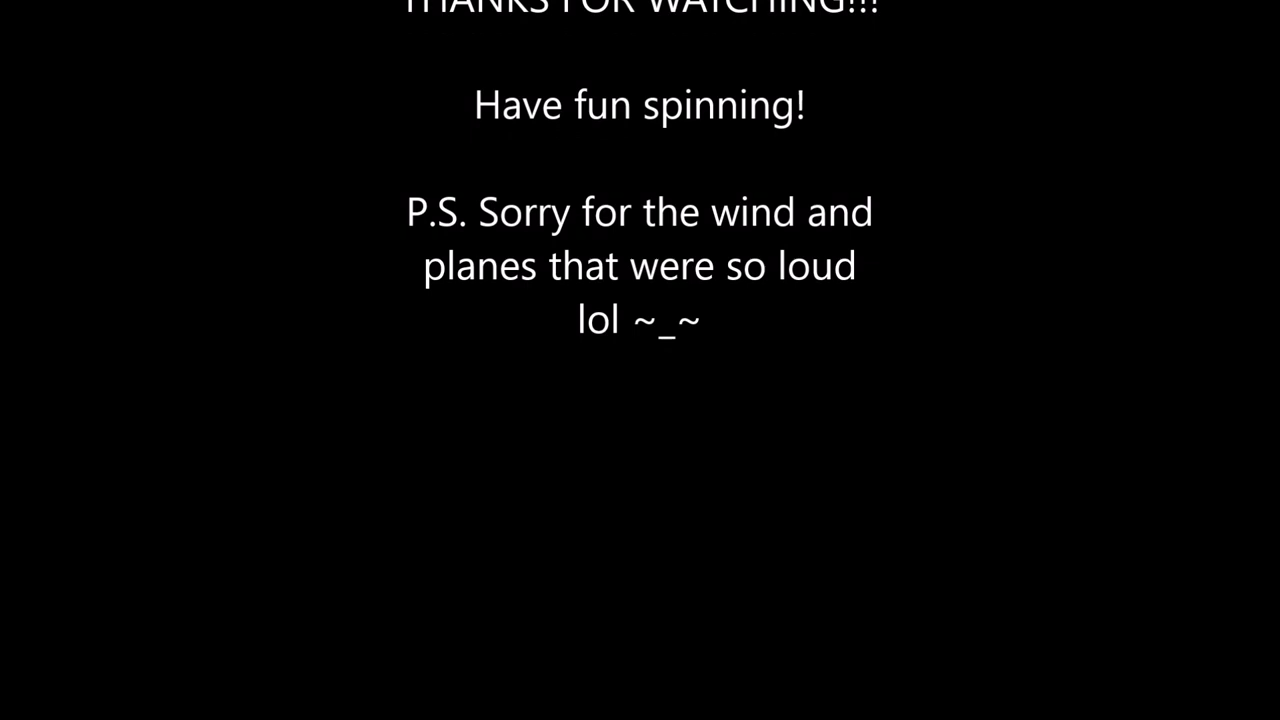 THANKS FOR WATCHING!!!
Have fun spinning!
P.S. Sorry for the wind and
planes that were so loud
lol ~_~